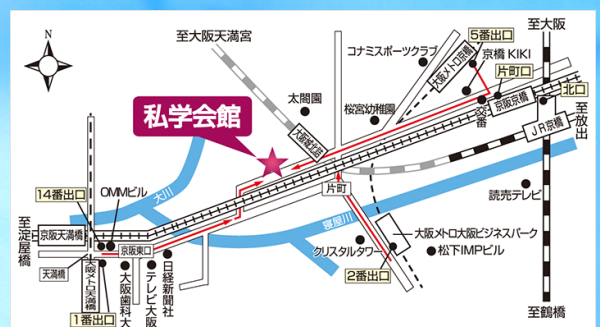 至大阪
5番出口
至大阪天満宮
コナミスポーツクラブ
大阪メトロ京橋
京橋 KIKI
片町口
太閤園
私学会館
桜宮幼稚園
交番
京阪京橋
北口
大阪城北詰
JR京橋
至放出
14番出口
OMMビル
大川
片町
読売テレビ
寝屋川
至淀屋橋
京阪天満橋
京阪東口
大阪メトロ大阪ビジネスパーク
クリスタルタワー
松下IMPビル
天満橋
2番出口
大阪メトロ天満橋
大阪歯科大
テレビ大阪
日経新聞社
1番出口
至鶴橋